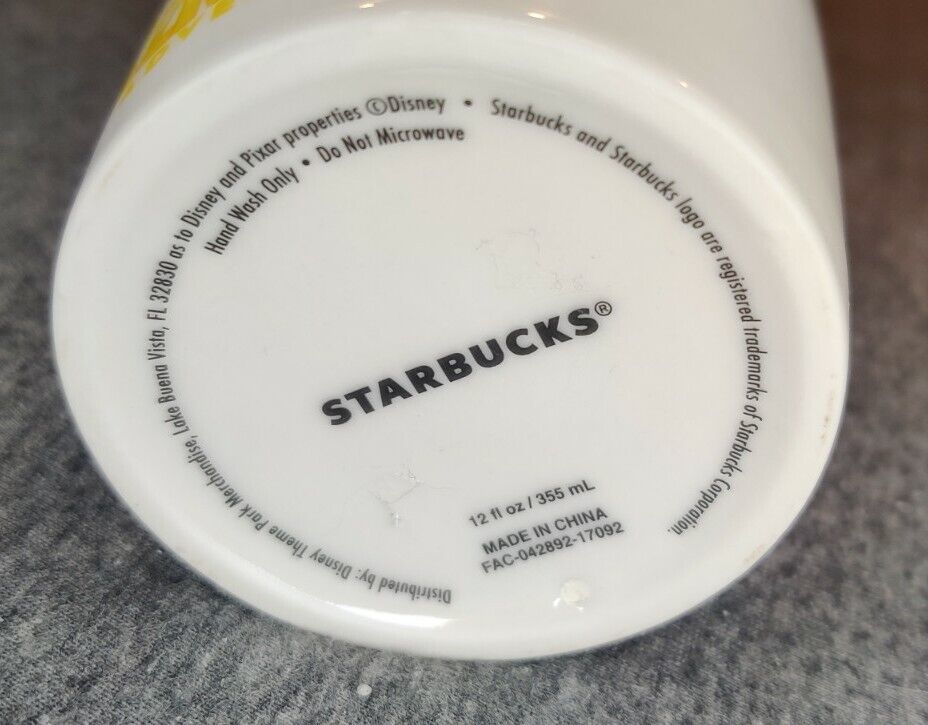 Distributed by: Disney Theme Park Merchandise, Lake Buena Vista, FL 32830 as to Disney and Pixar properties ©Disney • Starbucks and Starbucks logo are registered trademarks of Starbucks Corporation.
Hand Wash Only • Do Not Microwave
STARBUCKS®
12 fl oz / 355 mL
MADE IN CHINA
FAC-042892-17092